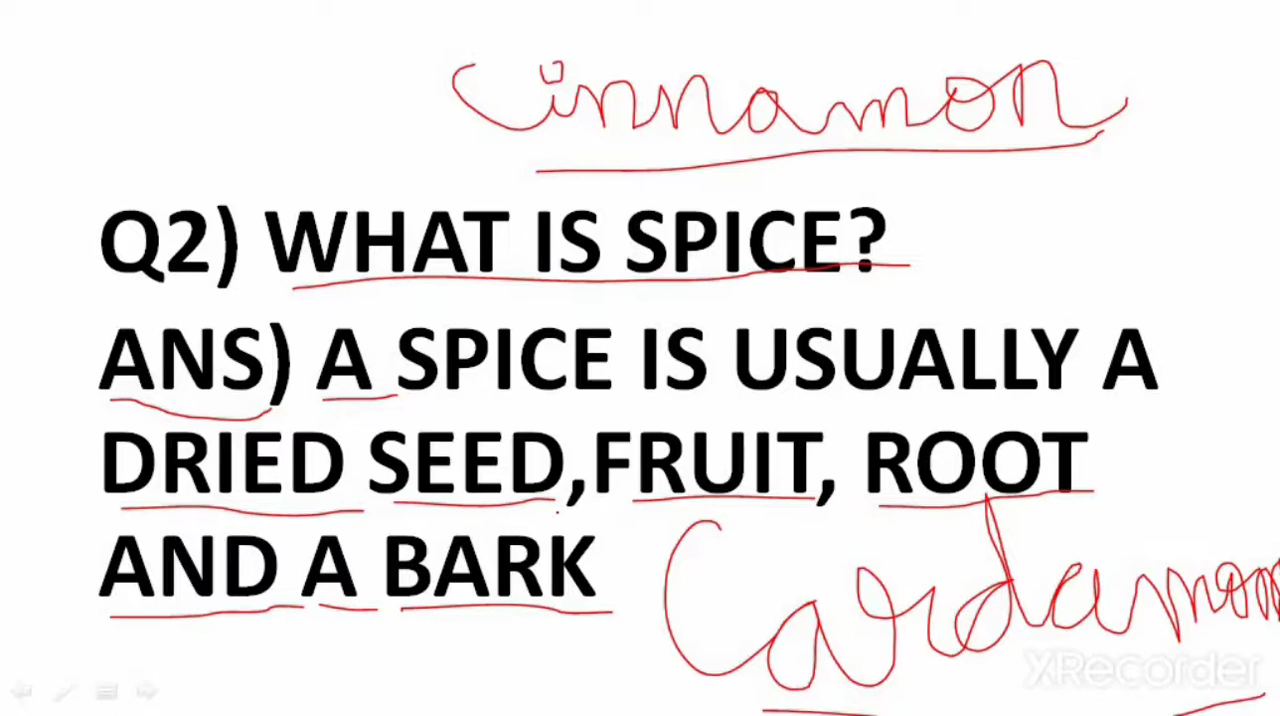 Cinnamon
Q2) WHAT IS SPICE?
ANS) A SPICE IS USUALLY A
DRIED SEED,FRUIT, ROOT
AND A BARK
Cardamom
XRecorder